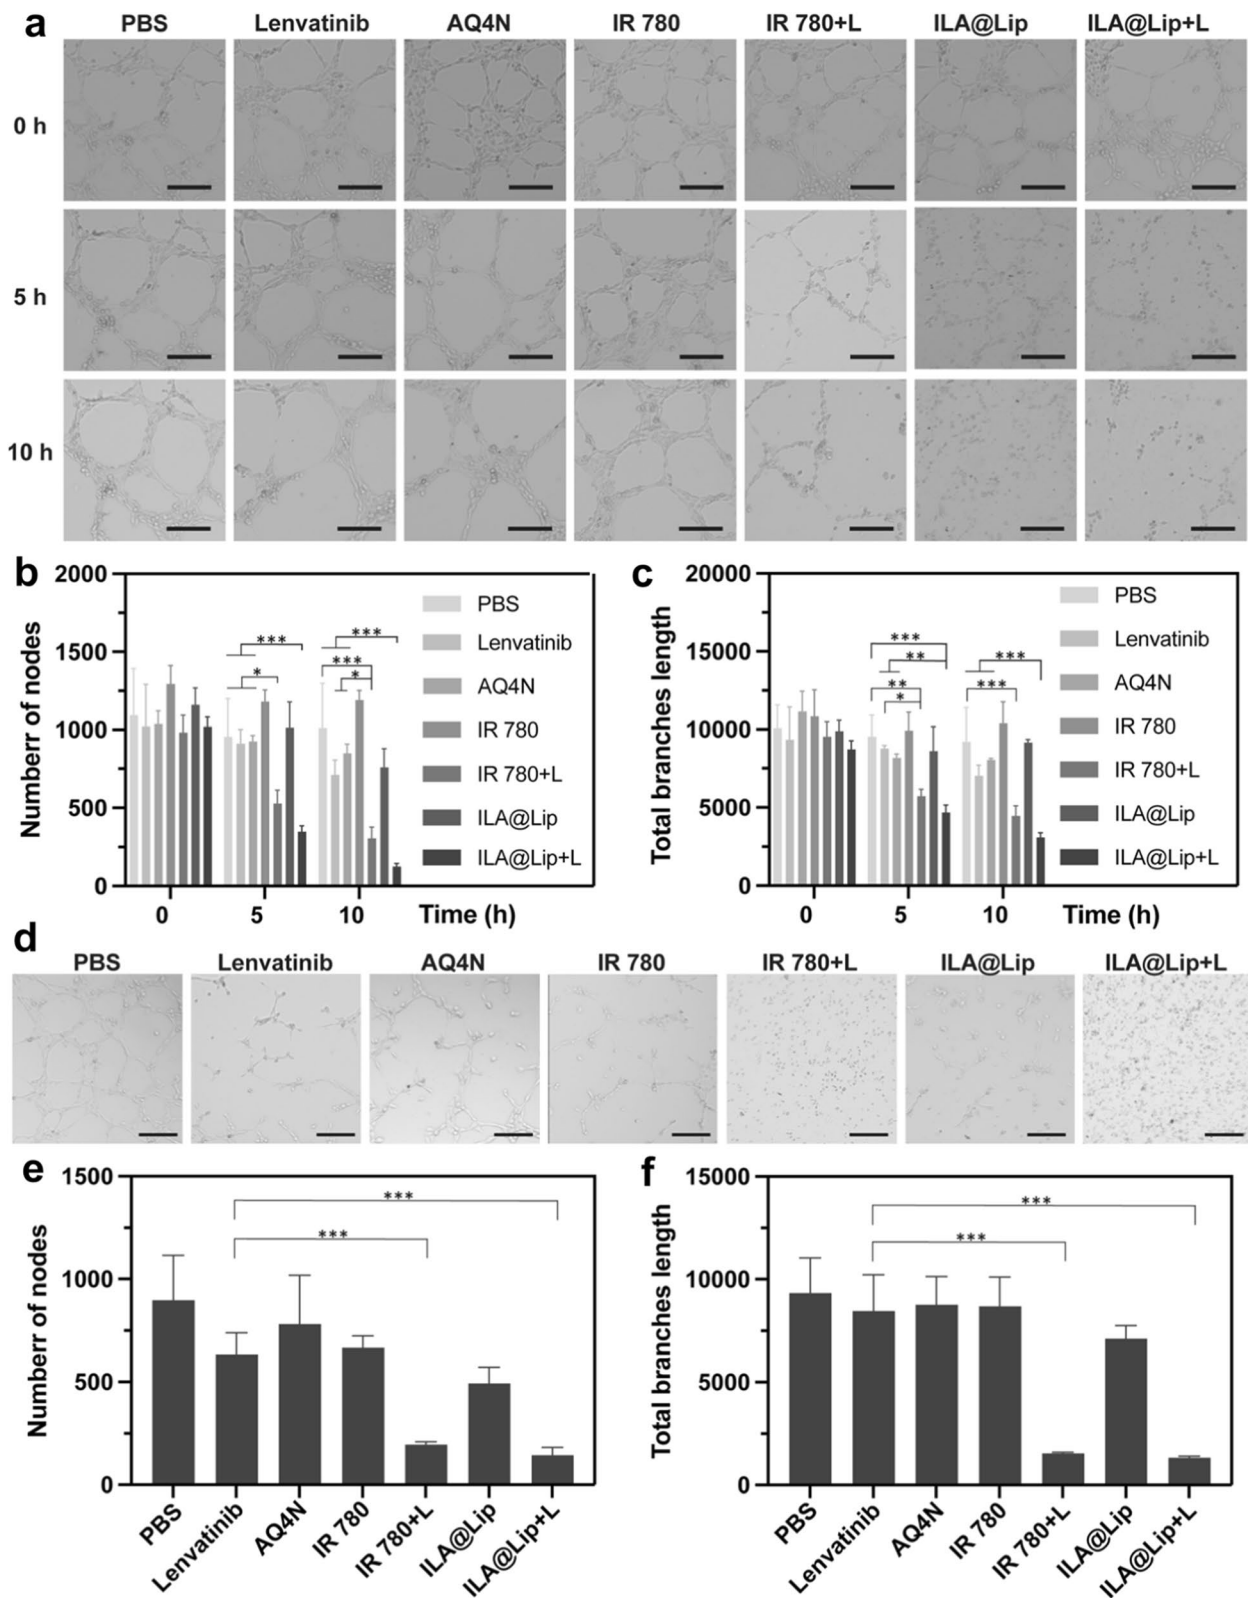 a
PBS Lenvatinib AQ4N IR 780 IR 780+L ILA@Lip ILA@Lip+L
0 h
5 h
10 h
b
Numberr of nodes
2000
1500
1000
500
0
*** *** *** * *
PBS
Lenvatinib
AQ4N
IR 780
IR 780+L
ILA@Lip
ILA@Lip+L
0 5 10 Time (h)
c
Total branches length
20000
15000
10000
5000
0
*** ** *** ** *** *
PBS
Lenvatinib
AQ4N
IR 780
IR 780+L
ILA@Lip
ILA@Lip+L
0 5 10 Time (h)
d
PBS Lenvatinib AQ4N IR 780 IR 780+L ILA@Lip ILA@Lip+L
e
Numberr of nodes
1500
1000
500
0
***
***
PBS Lenvatinib AQ4N IR 780 IR 780+L ILA@Lip ILA@Lip+L
f
Total branches length
15000
10000
5000
0
***
***
PBS Lenvatinib AQ4N IR 780 IR 780+L ILA@Lip ILA@Lip+L